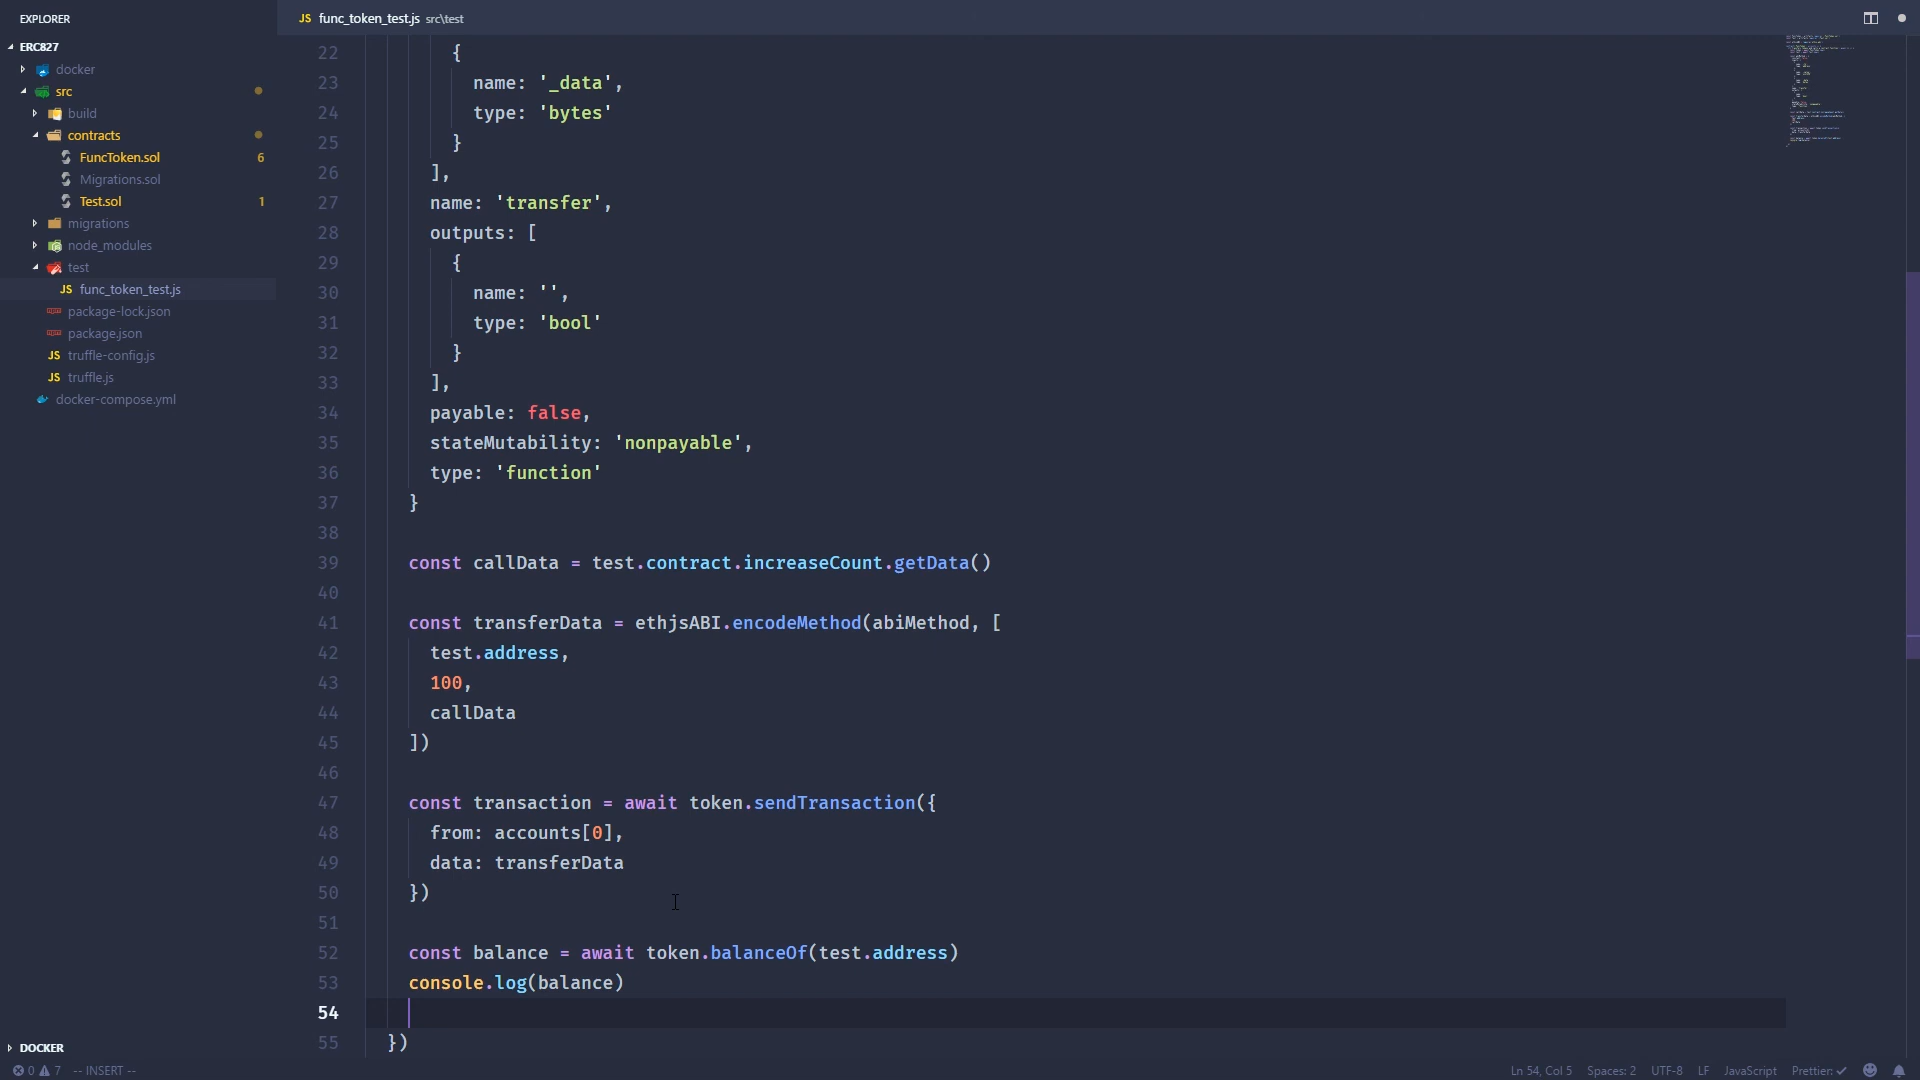 EXPLORER
ERC827
docker
src
build
contracts
FuncToken.sol 6
Migrations.sol
Test.sol 1
migrations
node_modules
test
JS func_token_test.js
package-lock.json
package.json
JS truffle-config.js
JS truffle.js
docker-compose.yml
DOCKER
JS func_token_test.js src\test
22 {
23 name: '_data',
24 type: 'bytes'
25 }
26 ],
27 name: 'transfer',
28 outputs: [
29 {
30 name: '',
31 type: 'bool'
32 }
33 ],
34 payable: false,
35 stateMutability: 'nonpayable',
36 type: 'function'
37 }
38
39 const callData = test.contract.increaseCount.getData()
40
41 const transferData = ethjsABI.encodeMethod(abiMethod, [
42 test.address,
43 100,
44 callData
45 ])
46
47 const transaction = await token.sendTransaction({
48 from: accounts[0],
49 data: transferData
50 })
51
52 const balance = await token.balanceOf(test.address)
53 console.log(balance)
54
55 })
0 7 -- INSERT --
Ln 54, Col 5 Spaces: 2 UTF-8 LF JavaScript Prettier: ✓